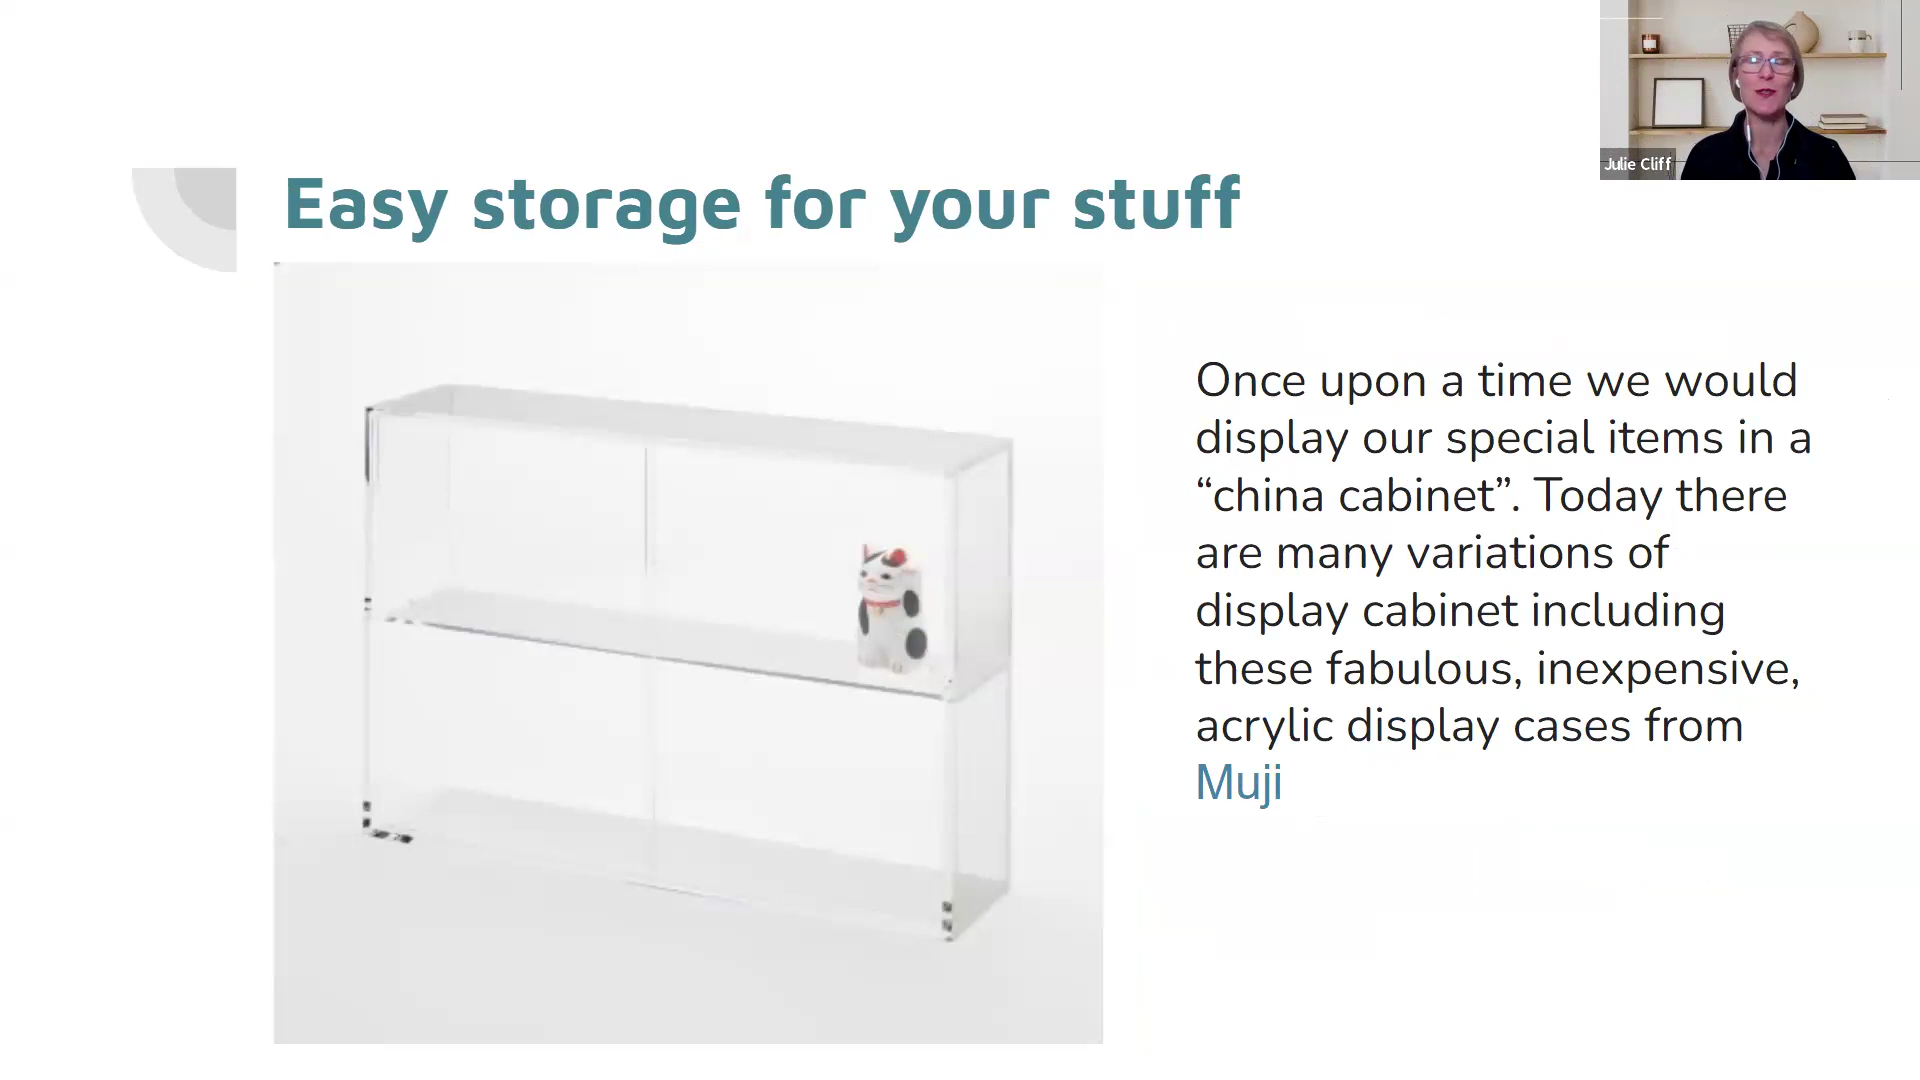 Julie Cliff
Easy storage for your stuff
Once upon a time we would
display our special items in a
“china cabinet”. Today there
are many variations of
display cabinet including
these fabulous, inexpensive,
acrylic display cases from
Muji